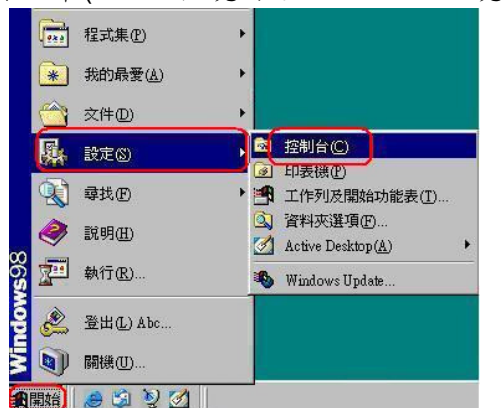 程式集(P)
我的最愛(A)
文件(D)
設定(S)
尋找(F)
說明(H)
執行(R)...
登出(L) Abc...
關機(U)...
控制台(C)
印表機(P)
工作列及開始功能表(T)...
資料夾選項(F)...
Active Desktop(A)
Windows Update...
Windows98
開始